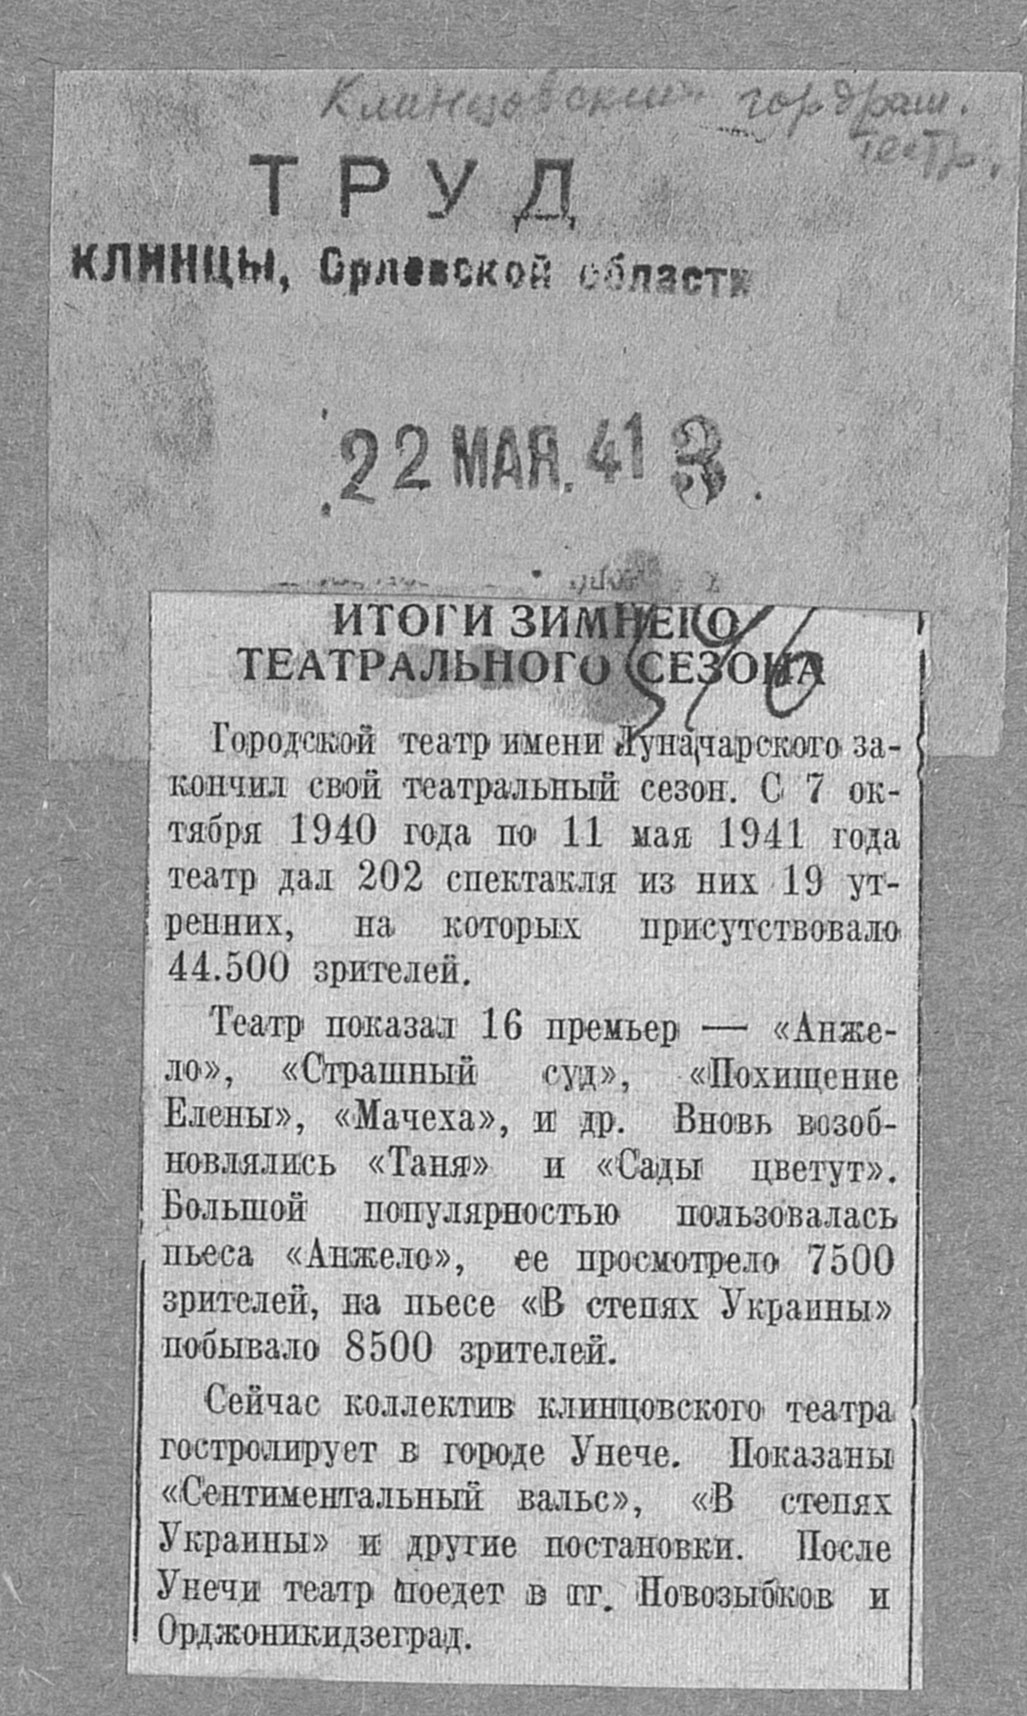 Клинцовский гор драм.
театр.
ТРУД
КЛИНЦЫ, Орловской области
22 МАЯ. 41 3
ИТОГИ ЗИМНЕГО
ТЕАТРАЛЬНОГО СЕЗОНА
Городской театр имени Луначарского за-
кончил свой театральный сезон. С 7 ок-
тября 1940 года по 11 мая 1941 года
театр дал 202 спектакля из них 19 ут-
ренних, на которых присутствовало
44.500 зрителей.
Театр показал 16 премьер — «Анже-
ло», «Страшный суд», «Похищение
Елены», «Мачеха», и др. Вновь возоб-
новлялись «Таня» и «Сады цветут».
Большой популярностью пользовалась
пьеса «Анжело», ее просмотрело 7500
зрителей, на пьесе «В степях Украины»
побывало 8500 зрителей.
Сейчас коллектив клинцовского театра
гостролирует в городе Унече. Показаны
«Сентиментальный вальс», «В степях
Украины» и другие постановки. После
Унечи театр поедет в гг. Новозыбков и
Орджоникидзеград.